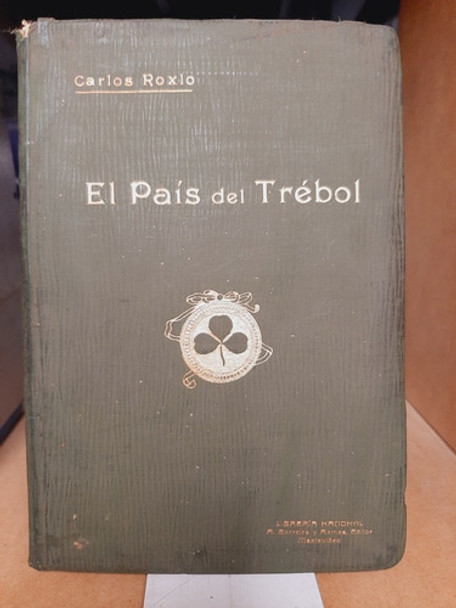 Carlos Roxlo
El País del Trébol
LIBRERÍA NACIONAL
A. Barreiro y Ramos, Editor
Montevideo